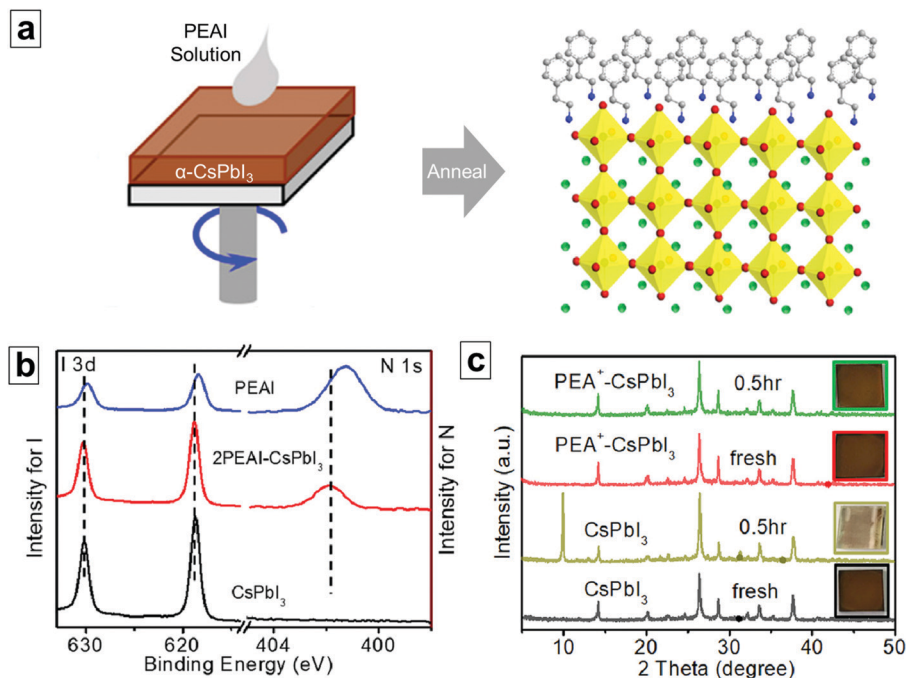 a
PEAI
Solution
α-CsPbI₃
Anneal
b
I 3d
N 1s
PEAI
2PEAI-CsPbI₃
CsPbI₃
Intensity for I
Intensity for N
630
620
404
400
Binding Energy (eV)
c
PEA⁺-CsPbI₃
0.5hr
PEA⁺-CsPbI₃
fresh
CsPbI₃
0.5hr
CsPbI₃
fresh
Intensity (a.u.)
10
20
30
40
50
2 Theta (degree)